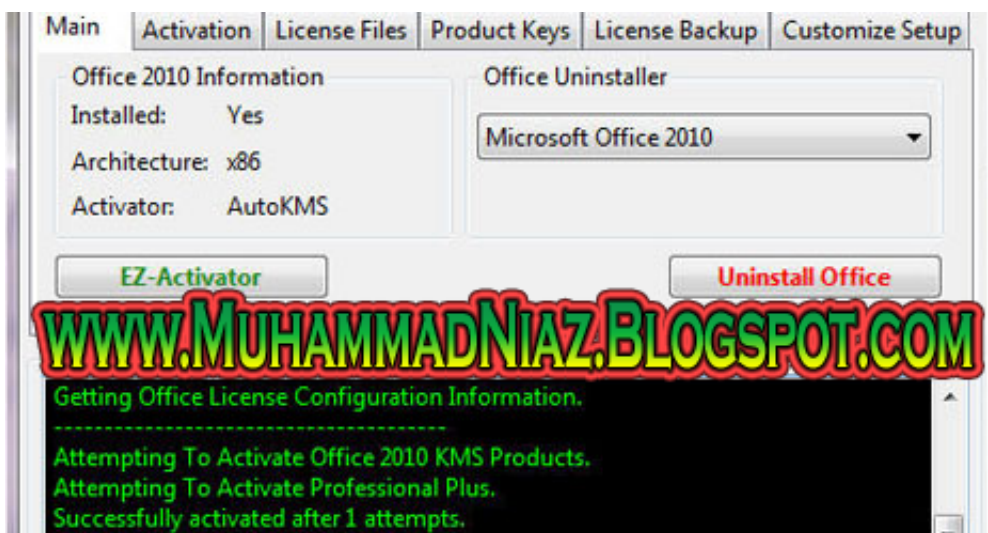 Main Activation License Files Product Keys License Backup Customize Setup
Office 2010 Information
Installed: Yes
Architecture: x86
Activator: AutoKMS
Office Uninstaller
Microsoft Office 2010
EZ-Activator Uninstall Office
www.MuhammadNiaz.Blogspot.com
Getting Office License Configuration Information.
----------------------------------------
Attempting To Activate Office 2010 KMS Products.
Attempting To Activate Professional Plus.
Successfully activated after 1 attempts.